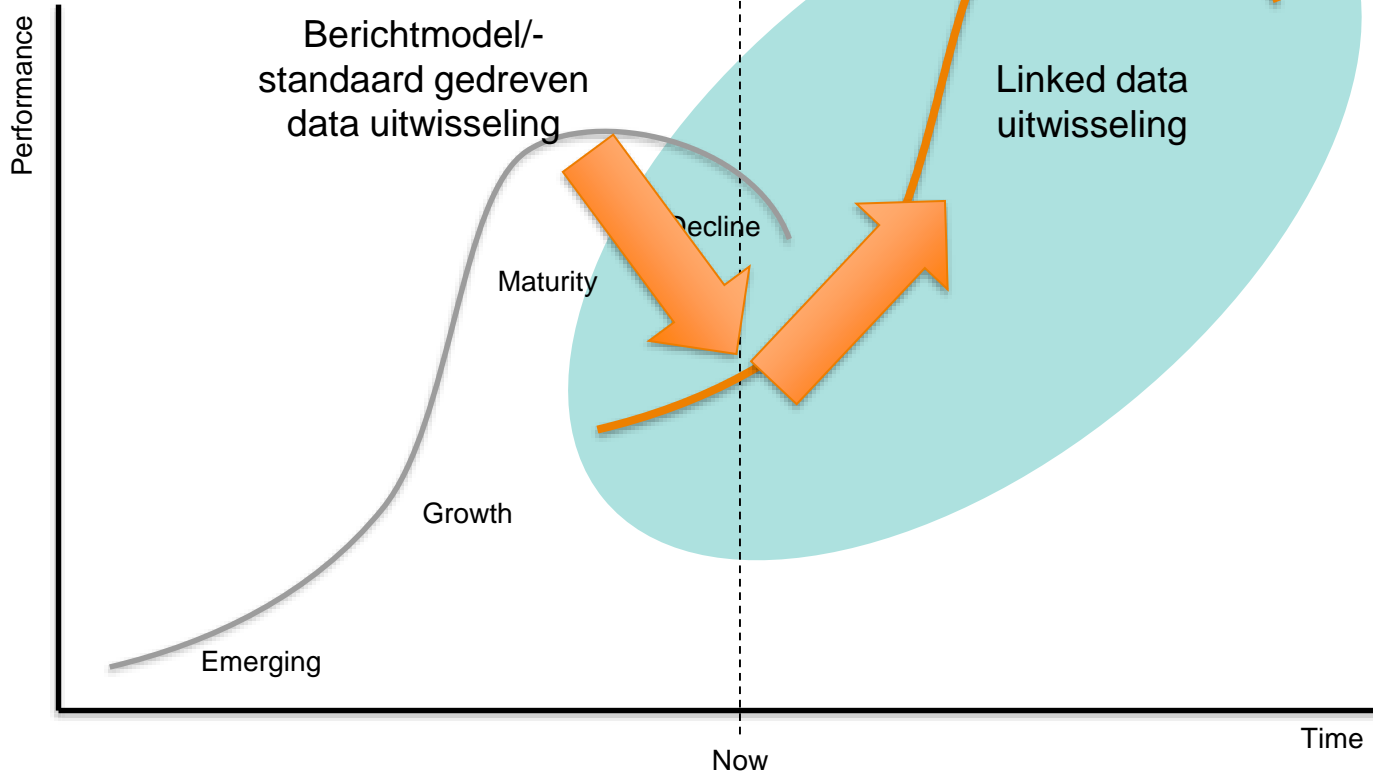 Performance
Berichtmodel/-
standaard gedreven
data uitwisseling
Linked data
uitwisseling
Decline
Maturity
Growth
Emerging
Time
Now